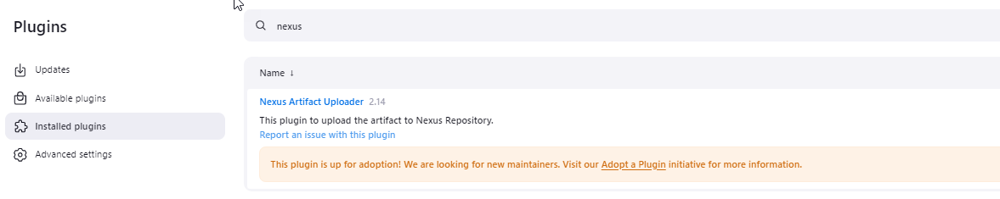 Plugins
nexus
Updates
Available plugins
Installed plugins
Advanced settings
Name ↓
Nexus Artifact Uploader 2.14
This plugin to upload the artifact to Nexus Repository.
Report an issue with this plugin
This plugin is up for adoption! We are looking for new maintainers. Visit our Adopt a Plugin initiative for more information.